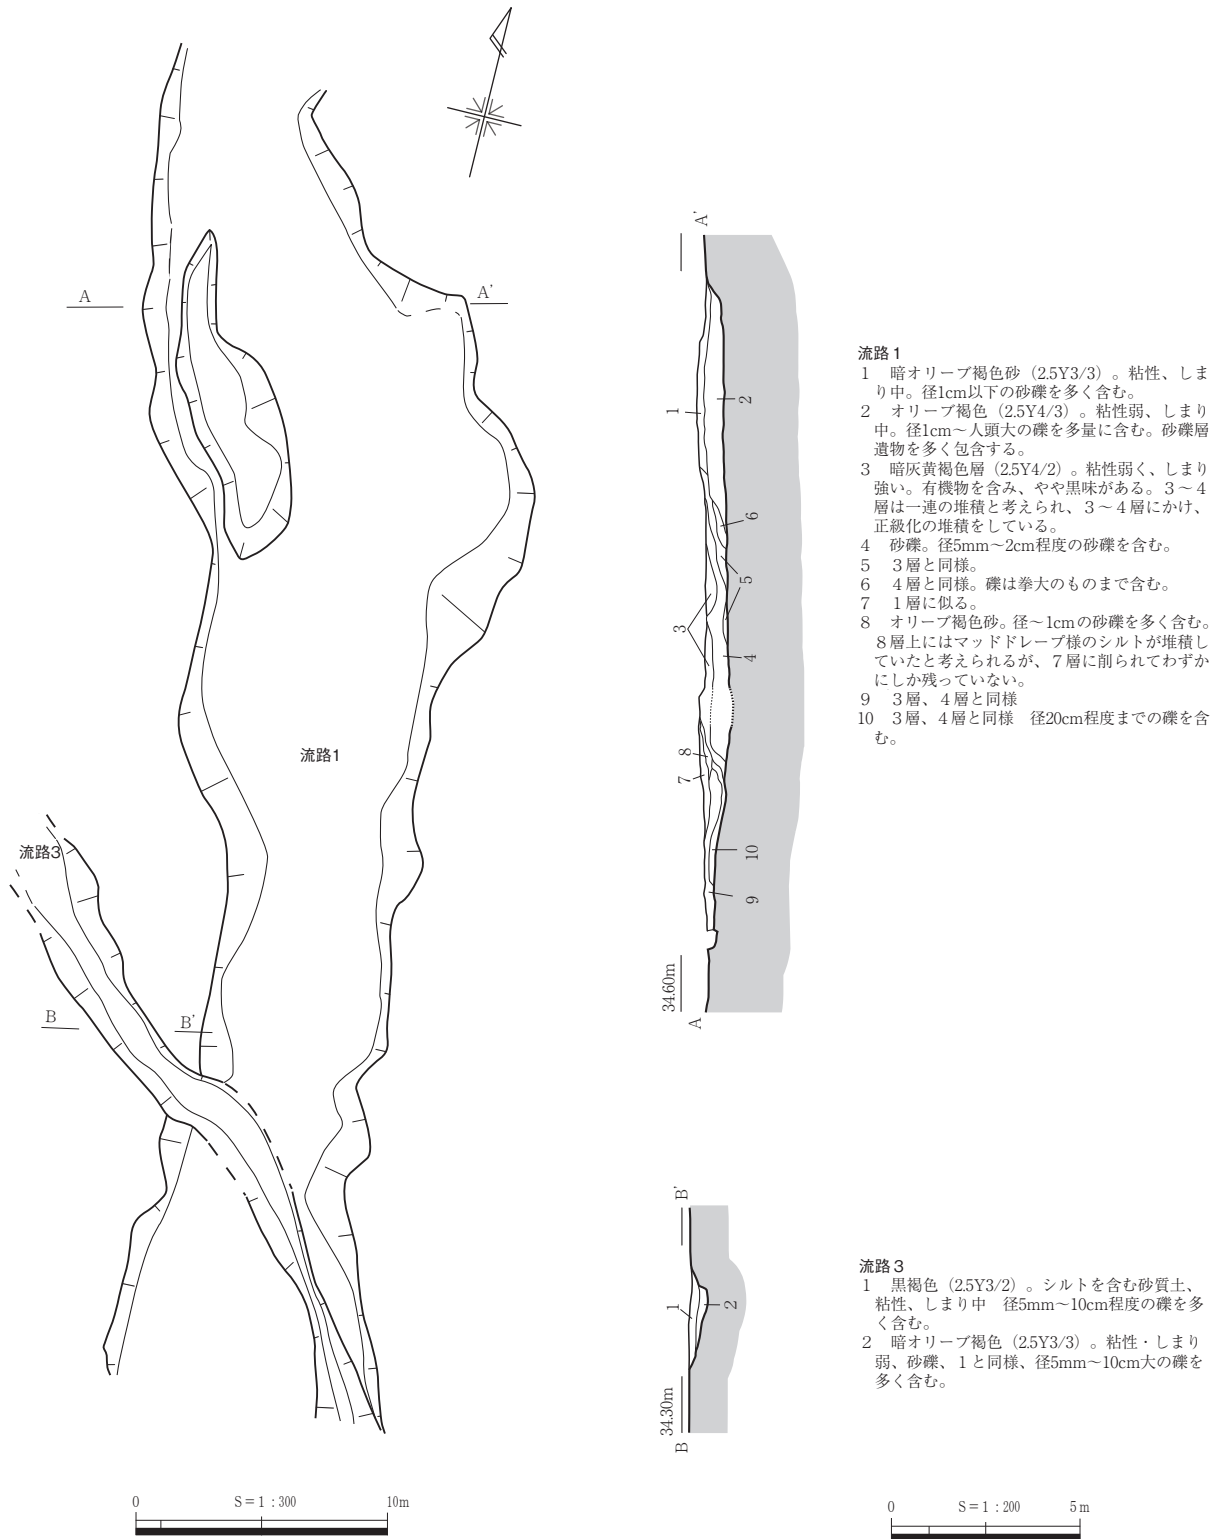 A
A'
流路1
流路3
B
B'
0 S＝1：300 10m
A'
1
2
6
5
3
4
8
7
10
9
34.60m
A
B'
1
2
34.30m
B
流路1
1　暗オリーブ褐色砂（2.5Y3/3）。粘性、しま
り中。径1cm以下の砂礫を多く含む。
2　オリーブ褐色（2.5Y4/3）。粘性弱、しまり
中。径1cm～人頭大の礫を多量に含む。砂礫層
遺物を多く包含する。
3　暗灰黄褐色層（2.5Y4/2）。粘性弱く、しまり
強い。有機物を含み、やや黒味がある。３～４
層は一連の堆積と考えられ、３～４層にかけ、
正級化の堆積をしている。
4　砂礫。径5mm～2cm程度の砂礫を含む。
5　３層と同様。
6　４層と同様。礫は拳大のものまで含む。
7　１層に似る。
8　オリーブ褐色砂。径～1cmの砂礫を多く含む。
８層上にはマッドドレープ様のシルトが堆積し
ていたと考えられるが、７層に削られてわずか
にしか残っていない。
9　３層、４層と同様
10　３層、４層と同様　径20cm程度までの礫を含
む。
流路3
1　黒褐色（2.5Y3/2）。シルトを含む砂質土、
粘性、しまり中　径5mm～10cm程度の礫を多
く含む。
2　暗オリーブ褐色（2.5Y3/3）。粘性・しまり
弱、砂礫、１と同様、径5mm～10cm大の礫を
多く含む。
0 S＝1：200 5m